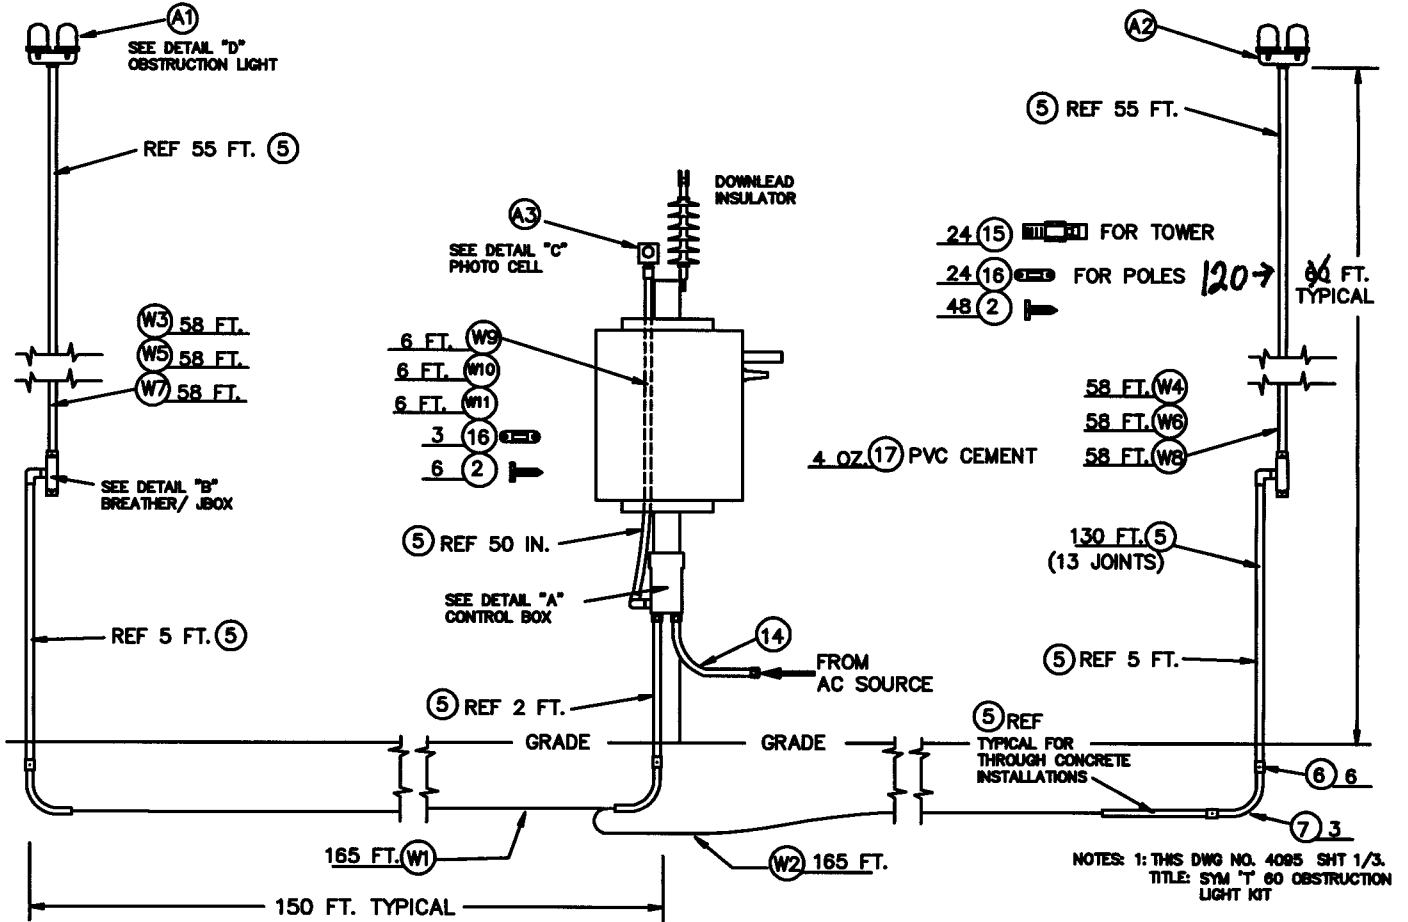 A1
SEE DETAIL "D"
OBSTRUCTION LIGHT
A2
5 REF 55 FT.
REF 55 FT. 5
DOWNLEAD
INSULATOR
A3
SEE DETAIL "C"
PHOTO CELL
24 15 FOR TOWER
24 16 FOR POLES
48 2
120 → 60 FT.
TYPICAL
W3 58 FT.
W5 58 FT.
W7 58 FT.
6 FT. W9
6 FT. W10
6 FT. W11
3 16
6 2
58 FT. W4
58 FT. W6
58 FT. W8
4 OZ. 17 PVC CEMENT
SEE DETAIL "B"
BREATHER/ JBOX
5 REF 50 IN.
130 FT. 5
(13 JOINTS)
SEE DETAIL "A"
CONTROL BOX
REF 5 FT. 5
14
FROM
AC SOURCE
5 REF 5 FT.
5 REF 2 FT.
GRADE
GRADE
5 REF
TYPICAL FOR
THROUGH CONCRETE
INSTALLATIONS
6 6
7 3
165 FT. W1
W2 165 FT.
150 FT. TYPICAL
NOTES: 1: THIS DWG NO. 4095 SHT 1/3.
TITLE: SYM 'T' 60 OBSTRUCTION
LIGHT KIT